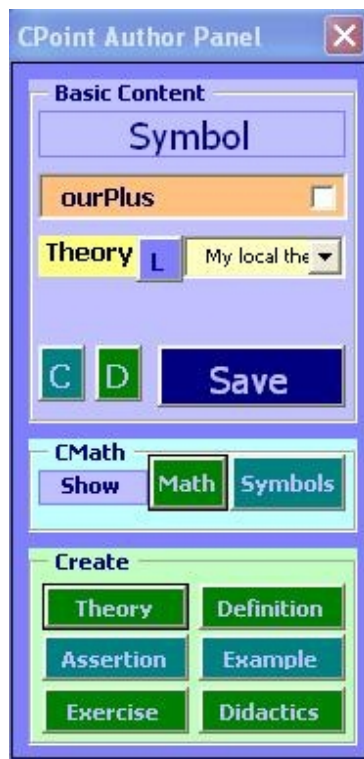 CPoint Author Panel
Basic Content
Symbol
ourPlus
Theory L My local the
C D Save
CMath
Show Math Symbols
Create
Theory Definition
Assertion Example
Exercise Didactics